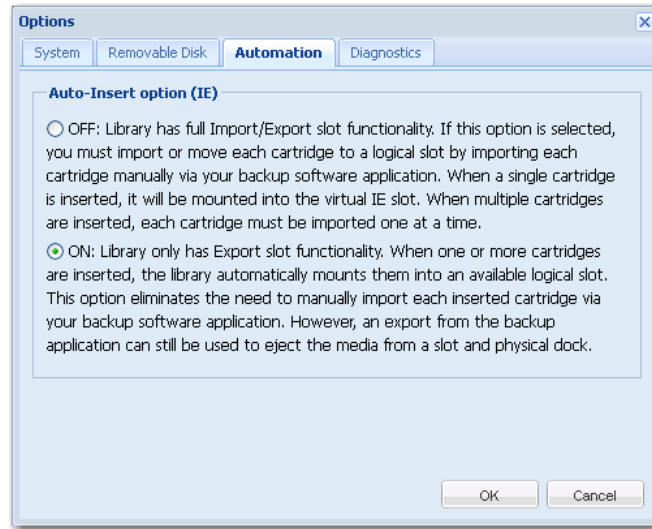 Options
System
Removable Disk
Automation
Diagnostics
Auto-Insert option (IE)
OFF: Library has full Import/Export slot functionality. If this option is selected,
you must import or move each cartridge to a logical slot by importing each
cartridge manually via your backup software application. When a single cartridge
is inserted, it will be mounted into the virtual IE slot. When multiple cartridges
are inserted, each cartridge must be imported one at a time.
ON: Library only has Export slot functionality. When one or more cartridges
are inserted, the library automatically mounts them into an available logical slot.
This option eliminates the need to manually import each inserted cartridge via
your backup software application. However, an export from the backup
application can still be used to eject the media from a slot and physical dock.
OK
Cancel